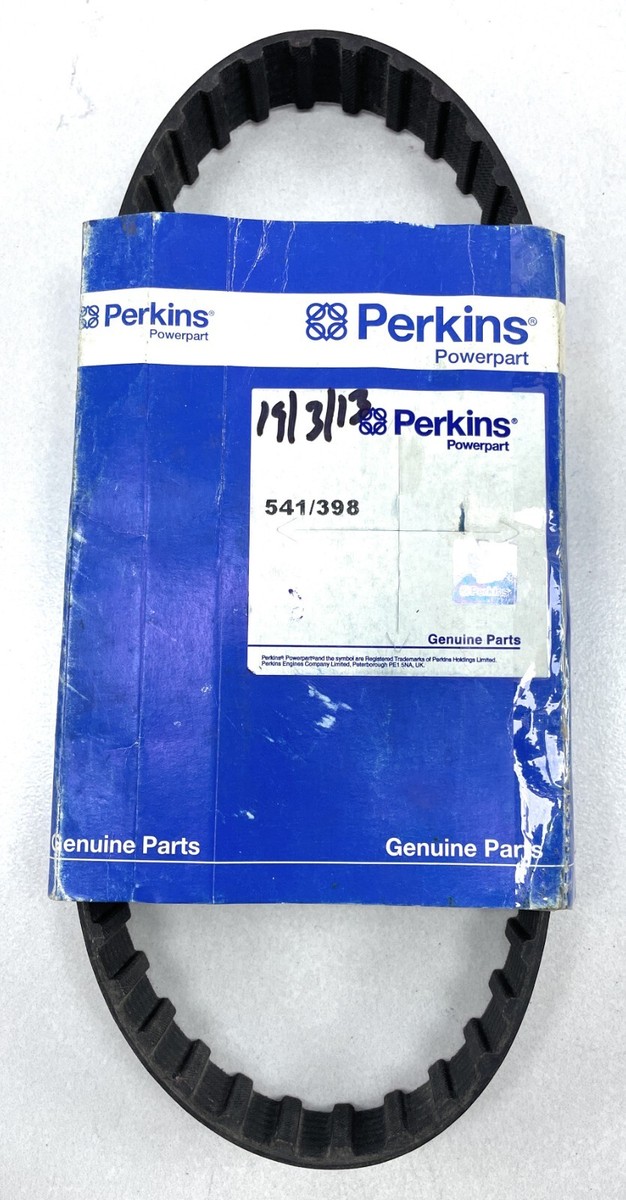 Perkins®
Powerpart
Perkins®
Powerpart
19/3/13
Perkins®
Powerpart
541/398
Perkins
Genuine Parts
Perkins® Powerpart and the symbol are Registered Trademarks of Perkins Holdings Limited.
Perkins Engines Company Limited, Peterborough PE1 5NA, UK.
Genuine Parts
Genuine Parts